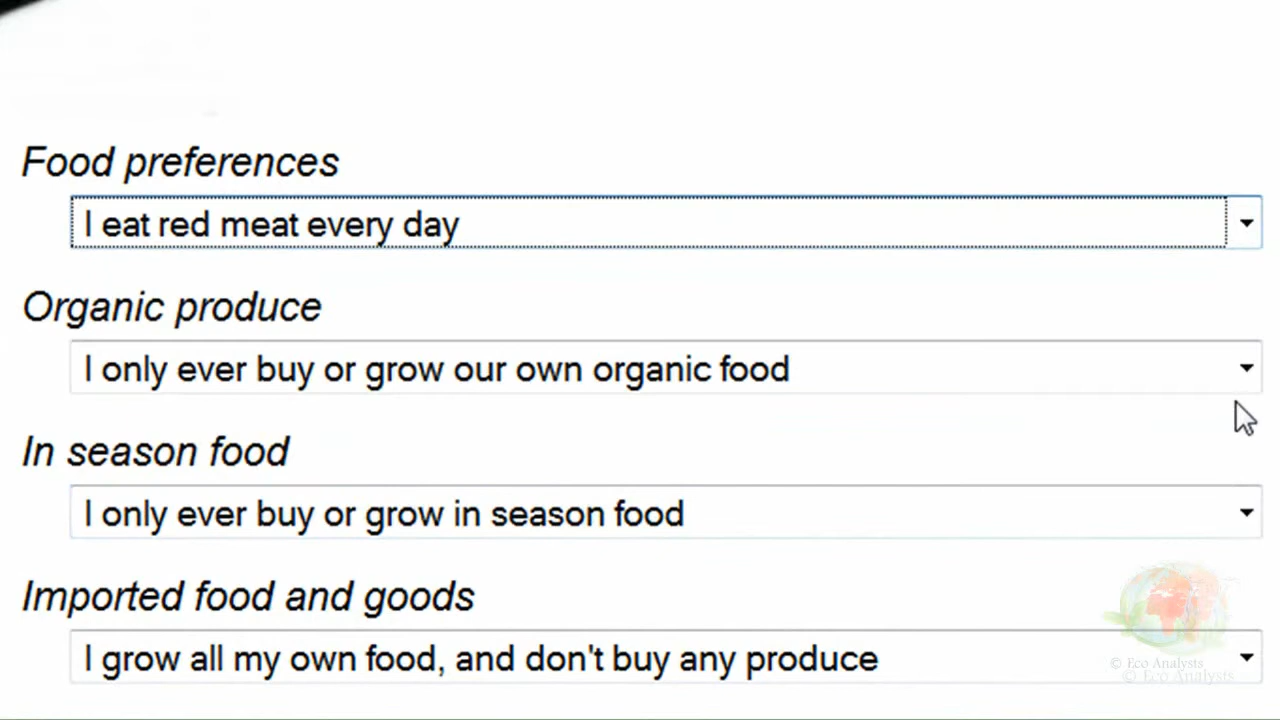 Food preferences
I eat red meat every day
Organic produce
I only ever buy or grow our own organic food
In season food
I only ever buy or grow in season food
Imported food and goods
I grow all my own food, and don't buy any produce
© Eco Analysts
© Eco Analysts